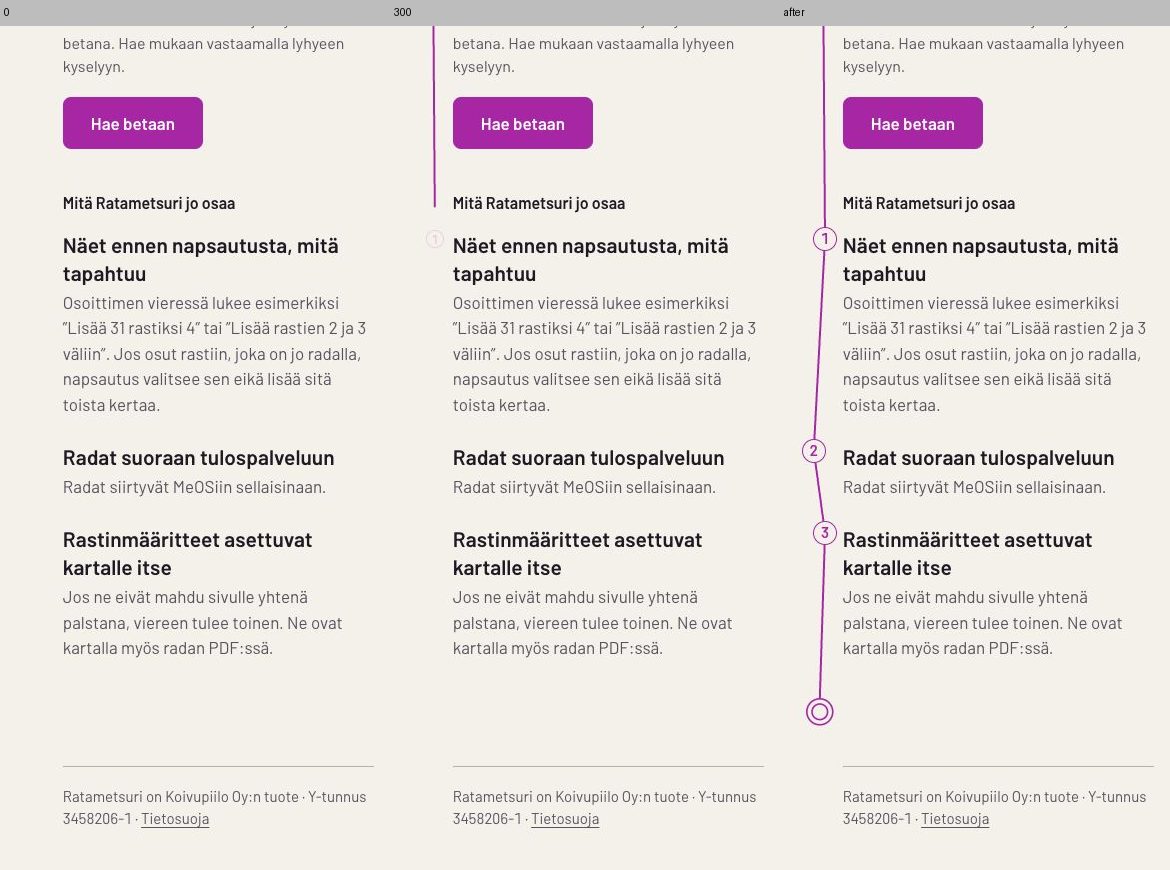 0
300
after
betana. Hae mukaan vastaamalla lyhyeen
kyselyyn.
Hae betaan
Mitä Ratametsuri jo osaa
Näet ennen napsautusta, mitä
tapahtuu
Osoittimen vieressä lukee esimerkiksi
”Lisää 31 rastiksi 4” tai ”Lisää rastien 2 ja 3
väliin”. Jos osut rastiin, joka on jo radalla,
napsautus valitsee sen eikä lisää sitä
toista kertaa.
Radat suoraan tulospalveluun
Radat siirtyvät MeOSiin sellaisinaan.
Rastinmääritteet asettuvat
kartalle itse
Jos ne eivät mahdu sivulle yhtenä
palstana, viereen tulee toinen. Ne ovat
kartalla myös radan PDF:ssä.
Ratametsuri on Koivupiilo Oy:n tuote · Y-tunnus
3458206-1 · Tietosuoja
betana. Hae mukaan vastaamalla lyhyeen
kyselyyn.
Hae betaan
Mitä Ratametsuri jo osaa
1
Näet ennen napsautusta, mitä
tapahtuu
Osoittimen vieressä lukee esimerkiksi
”Lisää 31 rastiksi 4” tai ”Lisää rastien 2 ja 3
väliin”. Jos osut rastiin, joka on jo radalla,
napsautus valitsee sen eikä lisää sitä
toista kertaa.
Radat suoraan tulospalveluun
Radat siirtyvät MeOSiin sellaisinaan.
Rastinmääritteet asettuvat
kartalle itse
Jos ne eivät mahdu sivulle yhtenä
palstana, viereen tulee toinen. Ne ovat
kartalla myös radan PDF:ssä.
Ratametsuri on Koivupiilo Oy:n tuote · Y-tunnus
3458206-1 · Tietosuoja
betana. Hae mukaan vastaamalla lyhyeen
kyselyyn.
Hae betaan
Mitä Ratametsuri jo osaa
1
Näet ennen napsautusta, mitä
tapahtuu
Osoittimen vieressä lukee esimerkiksi
”Lisää 31 rastiksi 4” tai ”Lisää rastien 2 ja 3
väliin”. Jos osut rastiin, joka on jo radalla,
napsautus valitsee sen eikä lisää sitä
toista kertaa.
2
Radat suoraan tulospalveluun
Radat siirtyvät MeOSiin sellaisinaan.
3
Rastinmääritteet asettuvat
kartalle itse
Jos ne eivät mahdu sivulle yhtenä
palstana, viereen tulee toinen. Ne ovat
kartalla myös radan PDF:ssä.
Ratametsuri on Koivupiilo Oy:n tuote · Y-tunnus
3458206-1 · Tietosuoja